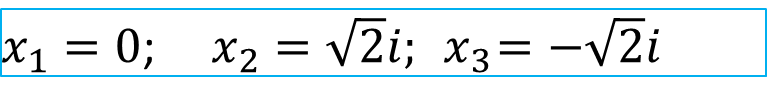 x₁ = 0; x₂ = √2i; x₃= −√2i